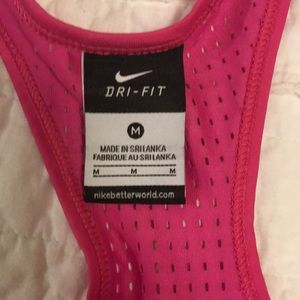 DRI-FIT
M
MADE IN SRI LANKA
FABRIQUE AU SRI LANKA
M M M
nikebetterworld.com